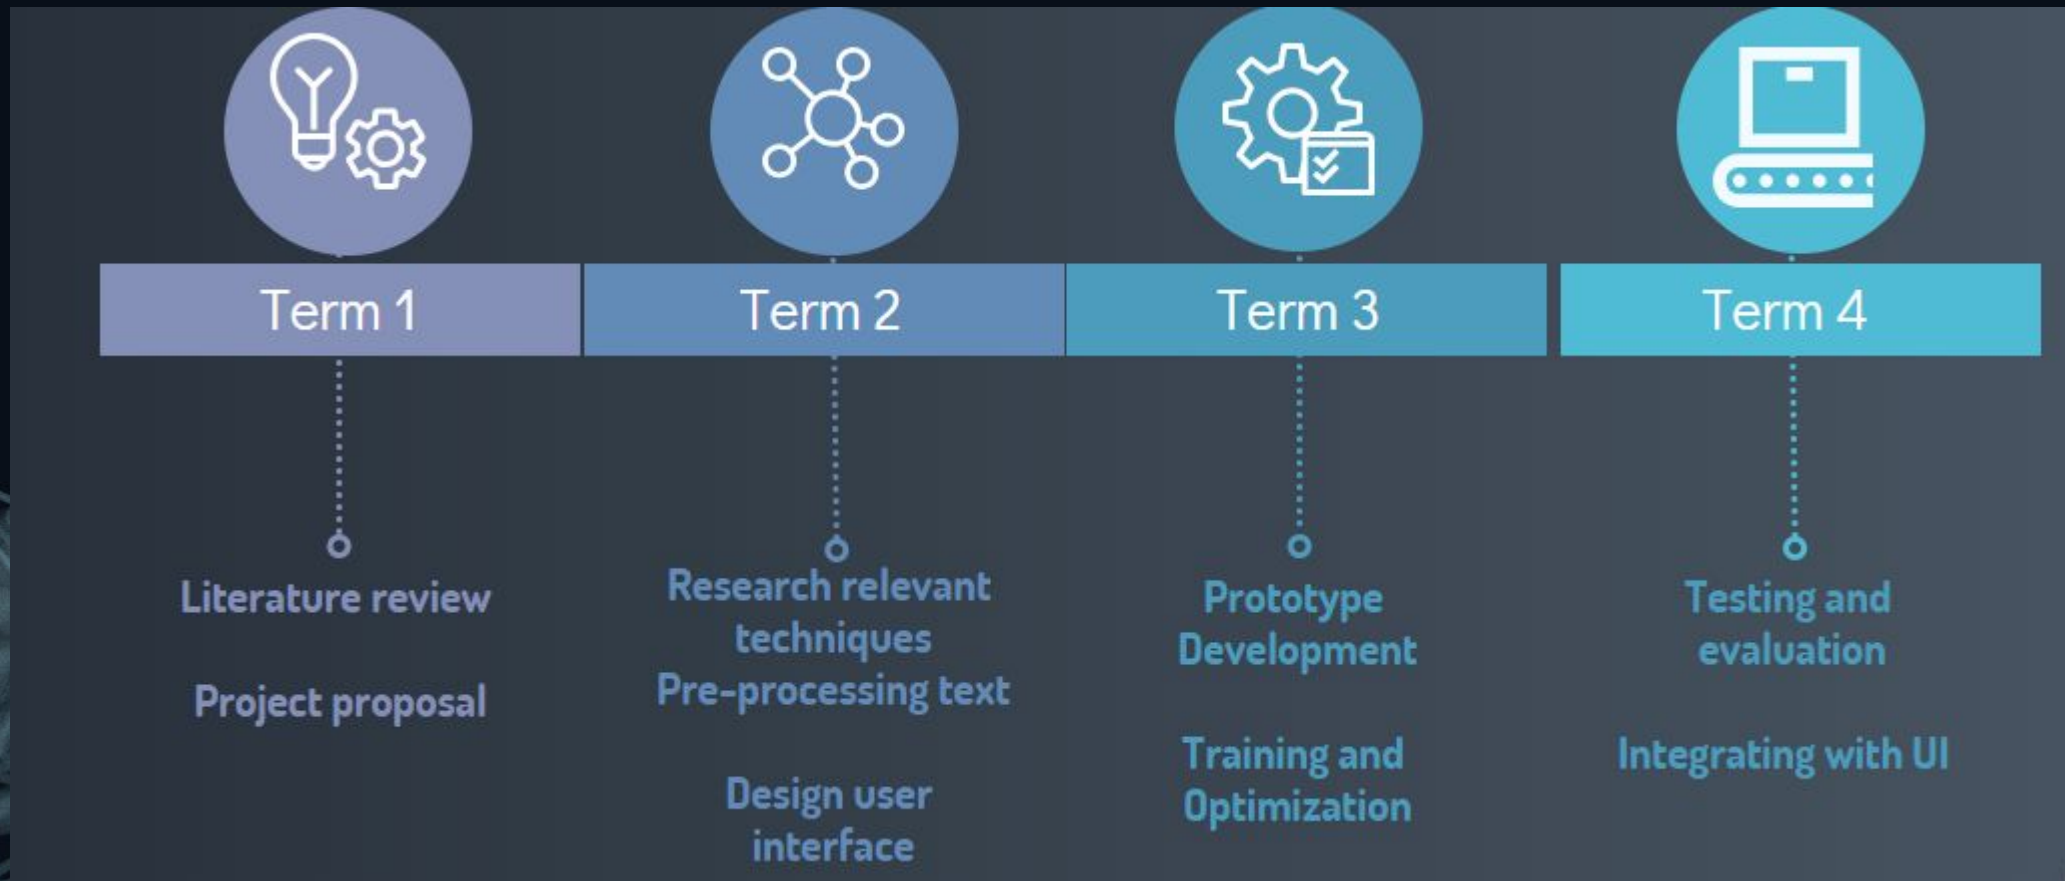 Term 1
Term 2
Term 3
Term 4
Literature review
Project proposal
Research relevant
techniques
Pre-processing text
Design user
interface
Prototype
Development
Training and
Optimization
Testing and
evaluation
Integrating with UI